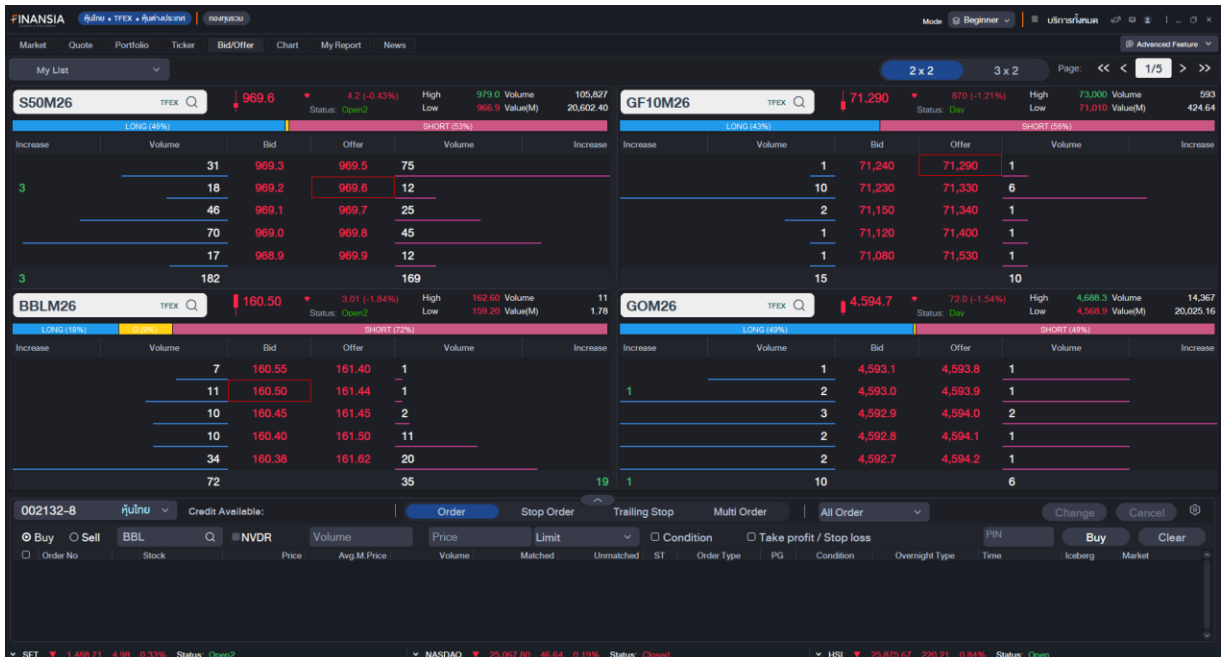 FINANSIA หุ้นไทย • TFEX • หุ้นต่างประเทศ กองทุนรวม Mode Beginner บริการทั้งหมด
Market Quote Portfolio Ticker Bid/Offer Chart My Report News Advanced Feature
My List 2 x 2 3 x 2 Page: << < 1/5 > >>
S50M26 TFEX 969.6 4.2 (-0.43%) High 979.0 Volume 105,827
Status: Open2 Low 966.9 Value(M) 20,602.40
LONG (46%) SHORT (53%)
Increase Volume Bid Offer Volume Increase
31 969.3 969.5 75
3 18 969.2 969.6 12
46 969.1 969.7 25
70 969.0 969.8 45
17 968.9 969.9 12
3 182 169
GF10M26 TFEX 71.290 870 (-1.21%) High 73,000 Volume 593
Status: Day Low 71,010 Value(M) 424.64
LONG (43%) SHORT (56%)
Increase Volume Bid Offer Volume Increase
1 71,240 71,290 1
10 71,230 71,330 6
2 71,150 71,340 1
1 71,120 71,400 1
1 71,080 71,530 1
15 10
BBLM26 TFEX 160.50 3.01 (-1.84%) High 162.60 Volume 11
Status: Open2 Low 159.20 Value(M) 1.78
LONG (18%) O (9%) SHORT (72%)
Increase Volume Bid Offer Volume Increase
7 160.55 161.40 1
11 160.50 161.44 1
10 160.45 161.45 2
10 160.40 161.50 11
34 160.38 161.62 20
72 35 19
GOM26 TFEX 4.594.7 72.0 (-1.54%) High 4,688.3 Volume 14,367
Status: Day Low 4,568.9 Value(M) 20,025.16
LONG (49%) SHORT (49%)
Increase Volume Bid Offer Volume Increase
1 4,593.1 4,593.8 1
1 2 4,593.0 4,593.9 1
3 4,592.9 4,594.0 2
2 4,592.8 4,594.1 1
2 4,592.7 4,594.2 1
1 10 6
002132-8 หุ้นไทย Credit Available: Order Stop Order Trailing Stop Multi Order All Order Change Cancel
Buy Sell BBL NVDR Volume Price Limit Condition Take profit / Stop loss PIN Buy Clear
Order No Stock Price Avg.M.Price Volume Matched Unmatched ST Order Type PG Condition Overnight Type Time Iceberg Market
SET 1,488.71 4.98 0.33% Status: Open2 NASDAQ 25,067.80 46.64 0.19% Status: Closed HSI 25,875.67 220.21 0.84% Status: Open